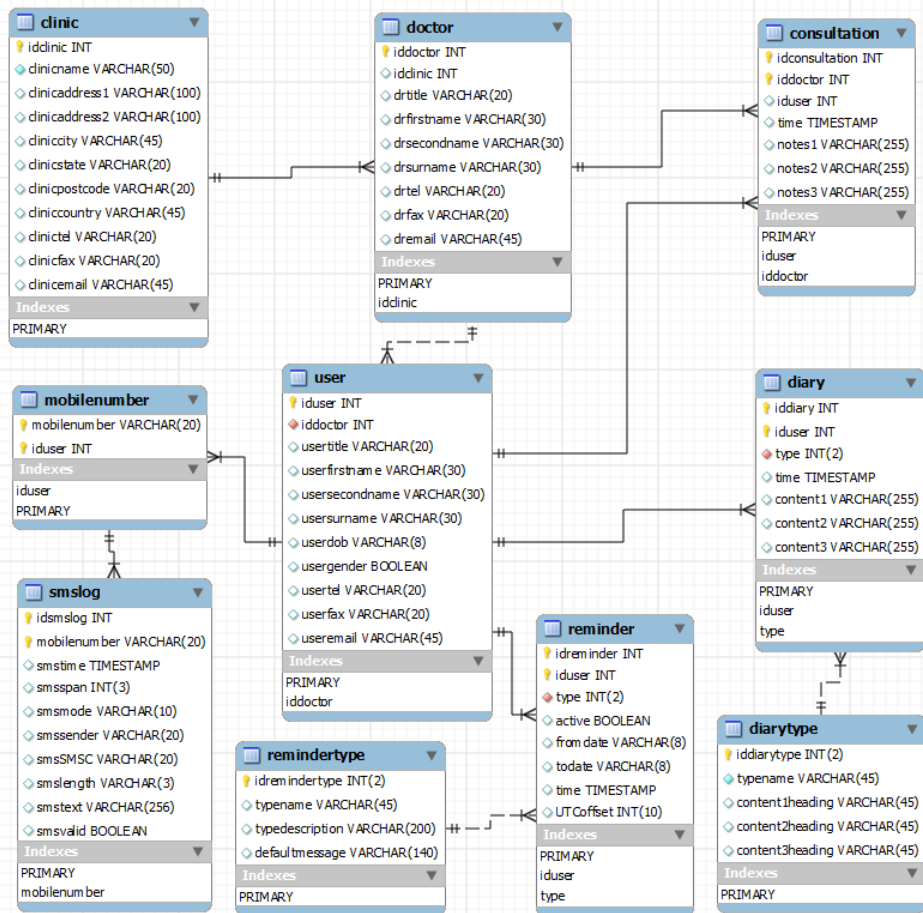 clinic
idclinic INT
clinicname VARCHAR(50)
clinicaddress1 VARCHAR(100)
clinicaddress2 VARCHAR(100)
cliniccity VARCHAR(45)
clinicstate VARCHAR(20)
clinicpostcode VARCHAR(20)
cliniccountry VARCHAR(45)
clinictel VARCHAR(20)
clinicfax VARCHAR(20)
clinicemail VARCHAR(45)
Indexes
PRIMARY
doctor
iddoctor INT
idclinic INT
drtitle VARCHAR(20)
drfirstname VARCHAR(30)
drsecondname VARCHAR(30)
drsurname VARCHAR(30)
drtel VARCHAR(20)
drfax VARCHAR(20)
dremail VARCHAR(45)
Indexes
PRIMARY
idclinic
consultation
idconsultation INT
iddoctor INT
iduser INT
time TIMESTAMP
notes1 VARCHAR(255)
notes2 VARCHAR(255)
notes3 VARCHAR(255)
Indexes
PRIMARY
iduser
iddoctor
mobilenumber
mobilenumber VARCHAR(20)
iduser INT
Indexes
iduser
PRIMARY
user
iduser INT
iddoctor INT
usertitle VARCHAR(20)
userfirstname VARCHAR(30)
usersecondname VARCHAR(30)
usersurname VARCHAR(30)
userdob VARCHAR(8)
usergender BOOLEAN
usertel VARCHAR(20)
userfax VARCHAR(20)
useremail VARCHAR(45)
Indexes
PRIMARY
iddoctor
diary
iddiary INT
iduser INT
type INT(2)
time TIMESTAMP
content1 VARCHAR(255)
content2 VARCHAR(255)
content3 VARCHAR(255)
Indexes
PRIMARY
iduser
type
smslog
idsmslog INT
mobilenumber VARCHAR(20)
smstime TIMESTAMP
smsspan INT(3)
smsmode VARCHAR(10)
smssender VARCHAR(20)
smsSMSC VARCHAR(20)
smslength VARCHAR(3)
smstext VARCHAR(256)
smsvalid BOOLEAN
Indexes
PRIMARY
mobilenumber
remindertype
idremindertype INT(2)
typename VARCHAR(45)
typedescription VARCHAR(200)
defaultmessage VARCHAR(140)
Indexes
PRIMARY
reminder
idreminder INT
iduser INT
type INT(2)
active BOOLEAN
fromdate VARCHAR(8)
todate VARCHAR(8)
time TIMESTAMP
UTCoffset INT(10)
Indexes
PRIMARY
iduser
type
diarytype
iddiarytype INT(2)
typename VARCHAR(45)
content1heading VARCHAR(45)
content2heading VARCHAR(45)
content3heading VARCHAR(45)
Indexes
PRIMARY